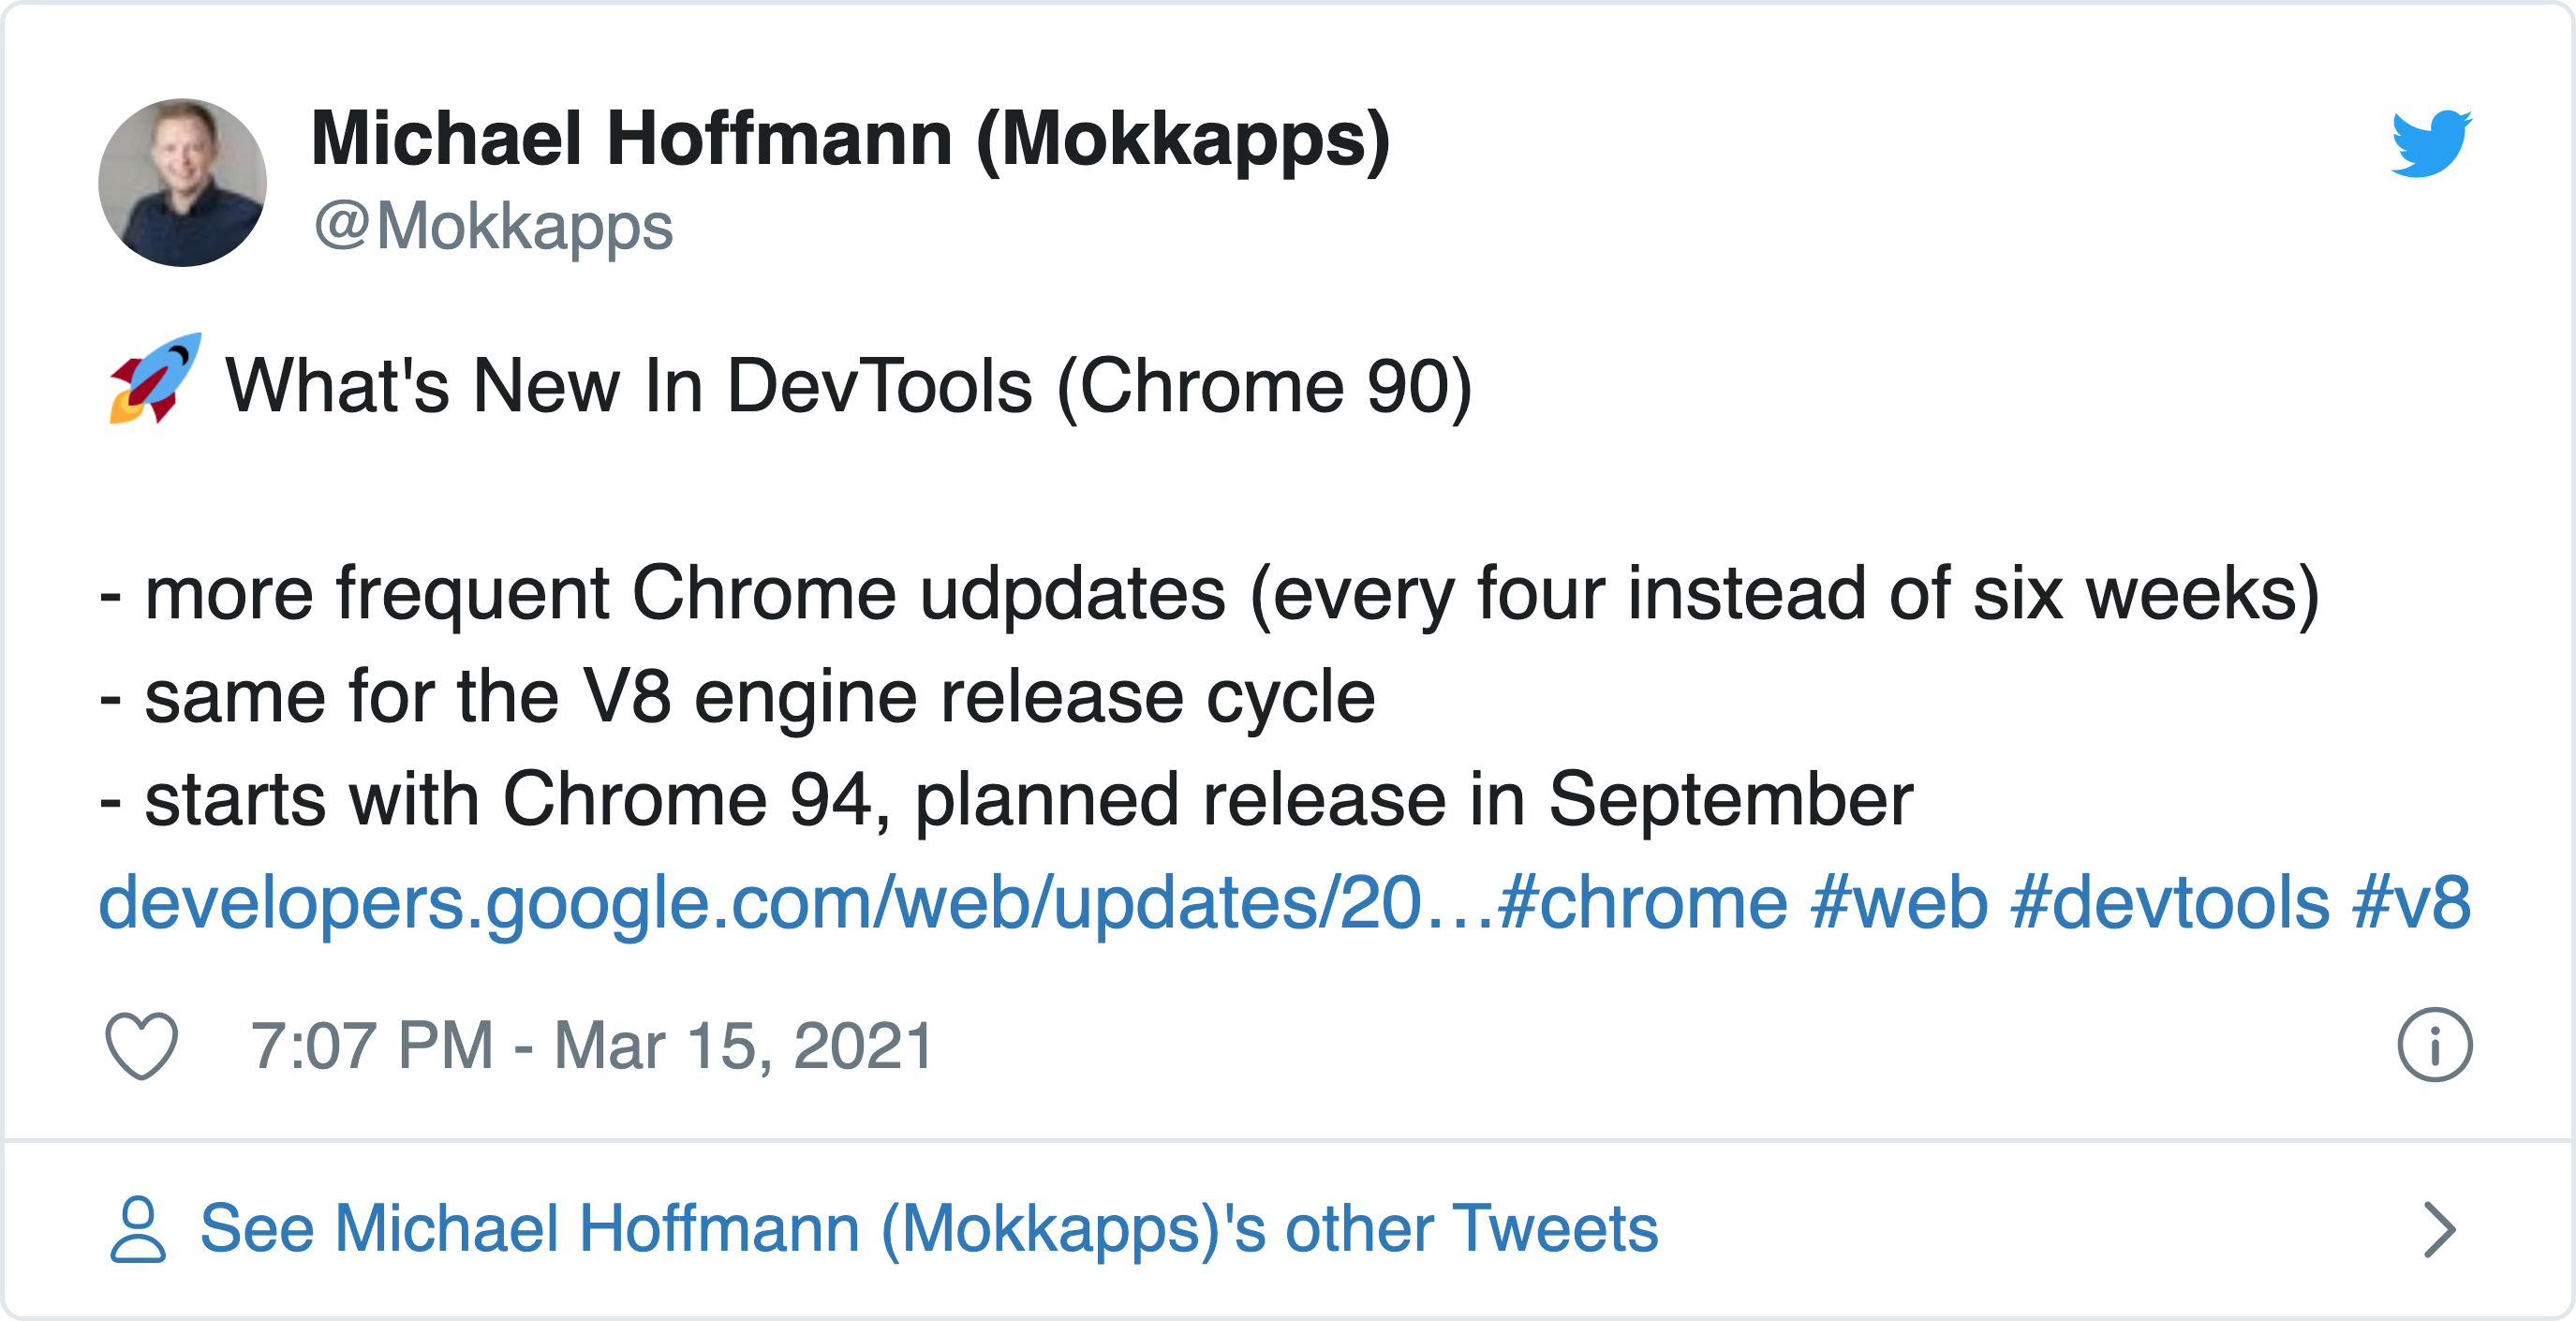 Michael Hoffmann (Mokkapps)
@Mokkapps
🚀 What's New In DevTools (Chrome 90)
- more frequent Chrome udpdates (every four instead of six weeks)
- same for the V8 engine release cycle
- starts with Chrome 94, planned release in September
developers.google.com/web/updates/20…#chrome #web #devtools #v8
7:07 PM - Mar 15, 2021
See Michael Hoffmann (Mokkapps)'s other Tweets